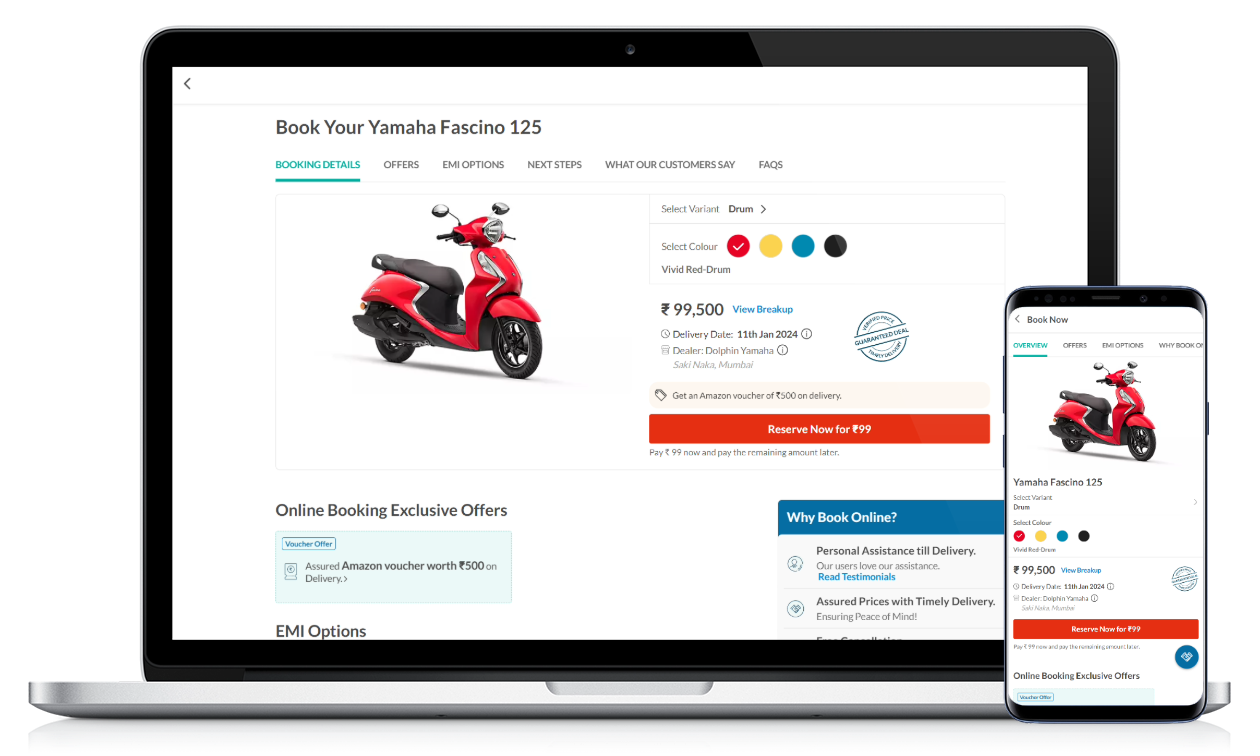 Book Your Yamaha Fascino 125
BOOKING DETAILS OFFERS EMI OPTIONS NEXT STEPS WHAT OUR CUSTOMERS SAY FAQS
Select Variant Drum
Select Colour
Vivid Red-Drum
₹ 99,500 View Breakup
Delivery Date: 11th Jan 2024
Dealer: Dolphin Yamaha
Saki Naka, Mumbai
VERIFIED PRICE
GUARANTEED DEAL
TIMELY DELIVERY
Get an Amazon voucher of ₹500 on delivery.
Reserve Now for ₹99
Pay ₹ 99 now and pay the remaining amount later.
Online Booking Exclusive Offers
Voucher Offer
Assured Amazon voucher worth ₹500 on
Delivery.
EMI Options
Why Book Online?
Personal Assistance till Delivery.
Our users love our assistance.
Read Testimonials
Assured Prices with Timely Delivery.
Ensuring Peace of Mind!
Free Cancellation
Book Now
OVERVIEW OFFERS EMI OPTIONS WHY BOOK ON
Yamaha Fascino 125
Select Variant
Drum
Select Colour
Vivid Red-Drum
₹ 99,500 View Breakup
Delivery Date: 11th Jan 2024
Dealer: Dolphin Yamaha
Saki Naka, Mumbai
Reserve Now for ₹99
Pay ₹ 99 now and pay the remaining amount later.
Online Booking Exclusive Offers
Voucher Offer